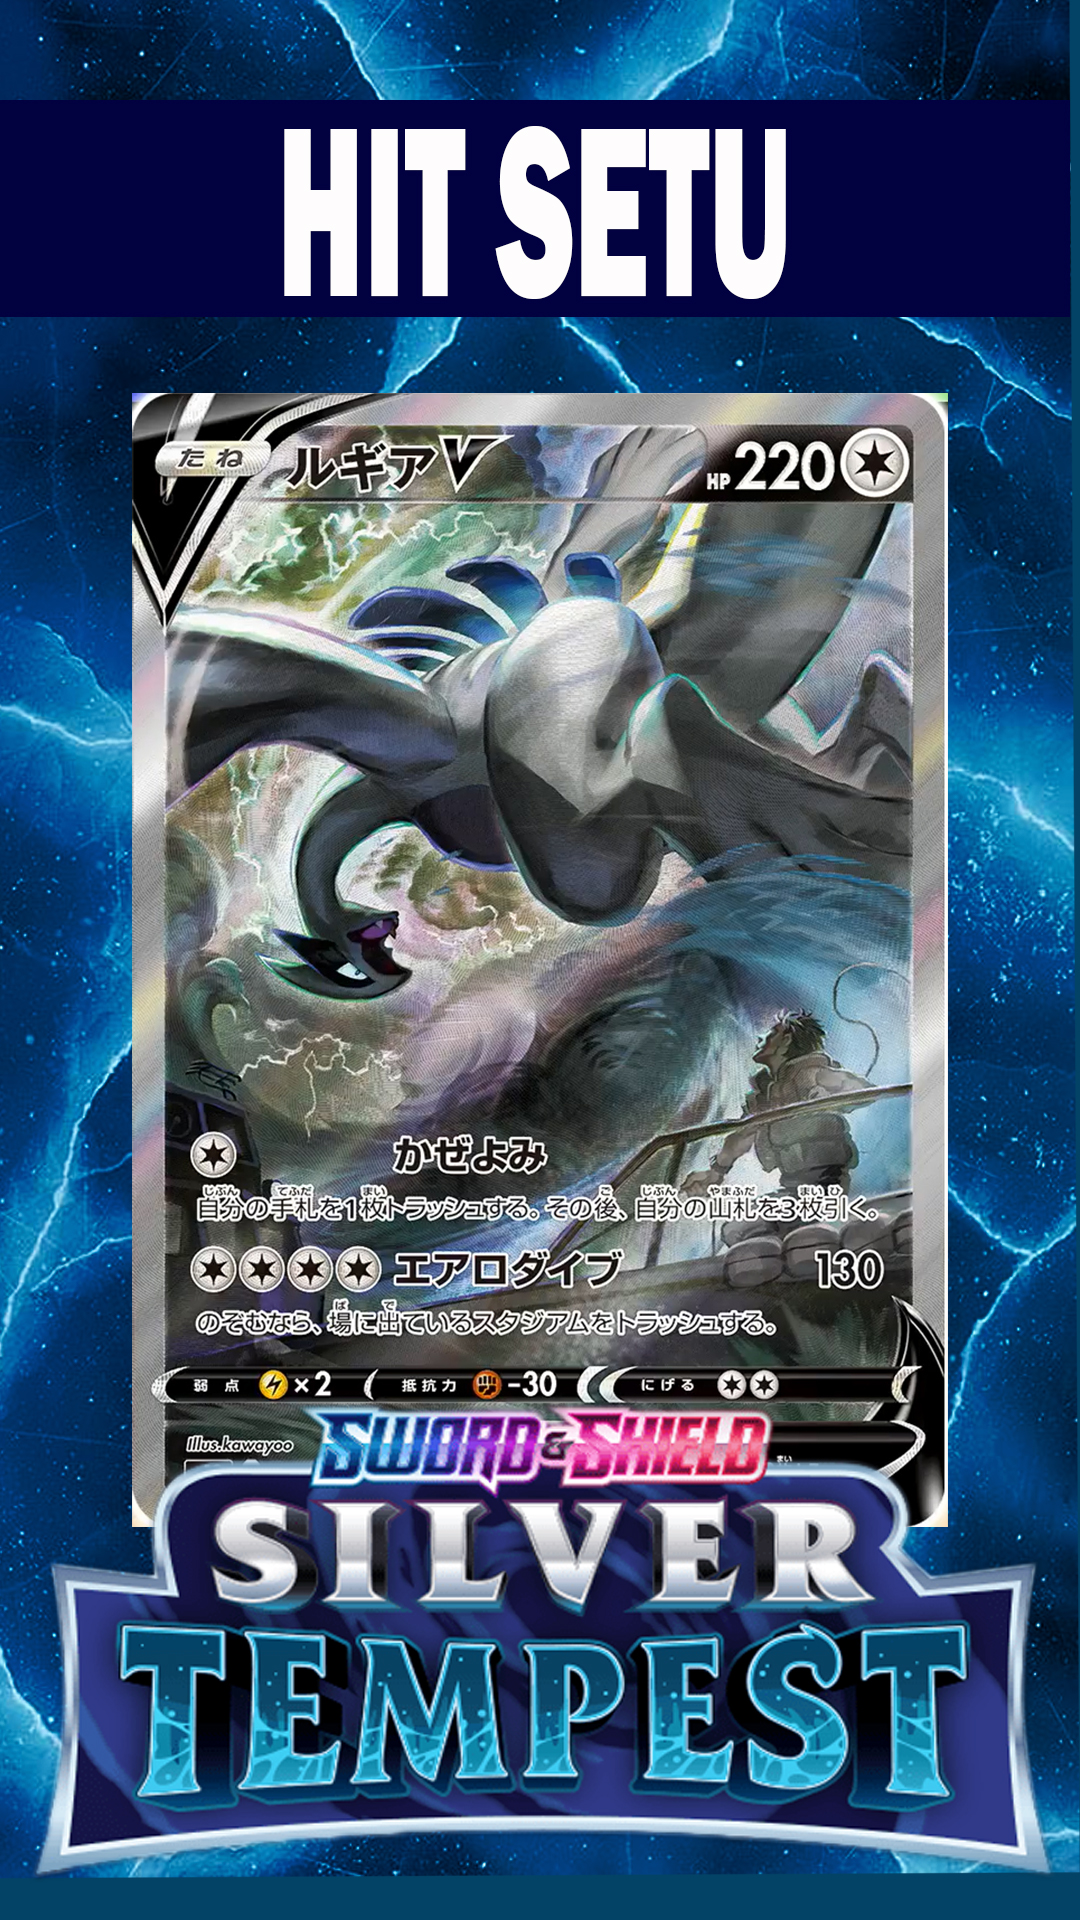 HIT SETU
たね ルギアV HP 220
かぜよみ
自分の手札を1枚トラッシュする。その後、自分の山札を3枚引く。
エアロダイブ 130
のぞむなら、場に出ているスタジアムをトラッシュする。
弱点 ×2 抵抗力 -30 にげる
Illus.kawayoo
SWORD & SHIELD
SILVER
TEMPEST